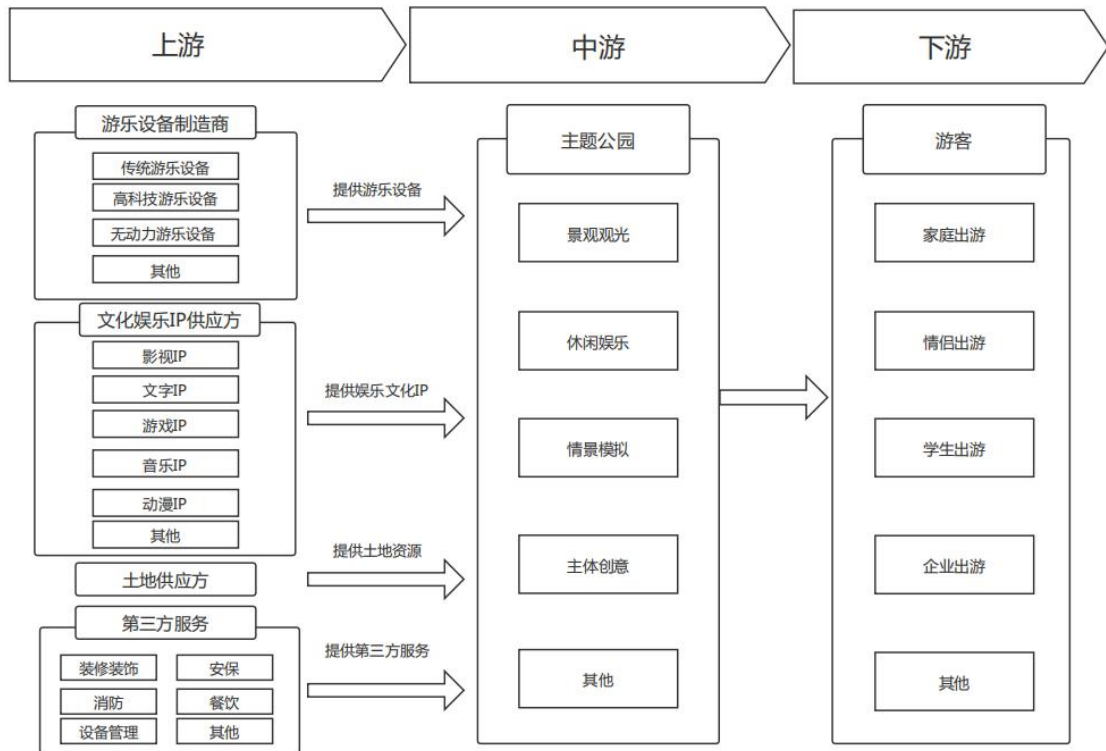 上游
中游
下游
游乐设备制造商
传统游乐设备
高科技游乐设备
无动力游乐设备
其他
提供游乐设备
文化娱乐IP供应方
影视IP
文字IP
游戏IP
音乐IP
动漫IP
其他
提供娱乐文化IP
土地供应方
提供土地资源
第三方服务
装修装饰
安保
消防
餐饮
设备管理
其他
提供第三方服务
主题公园
景观观光
休闲娱乐
情景模拟
主体创意
其他
游客
家庭出游
情侣出游
学生出游
企业出游
其他